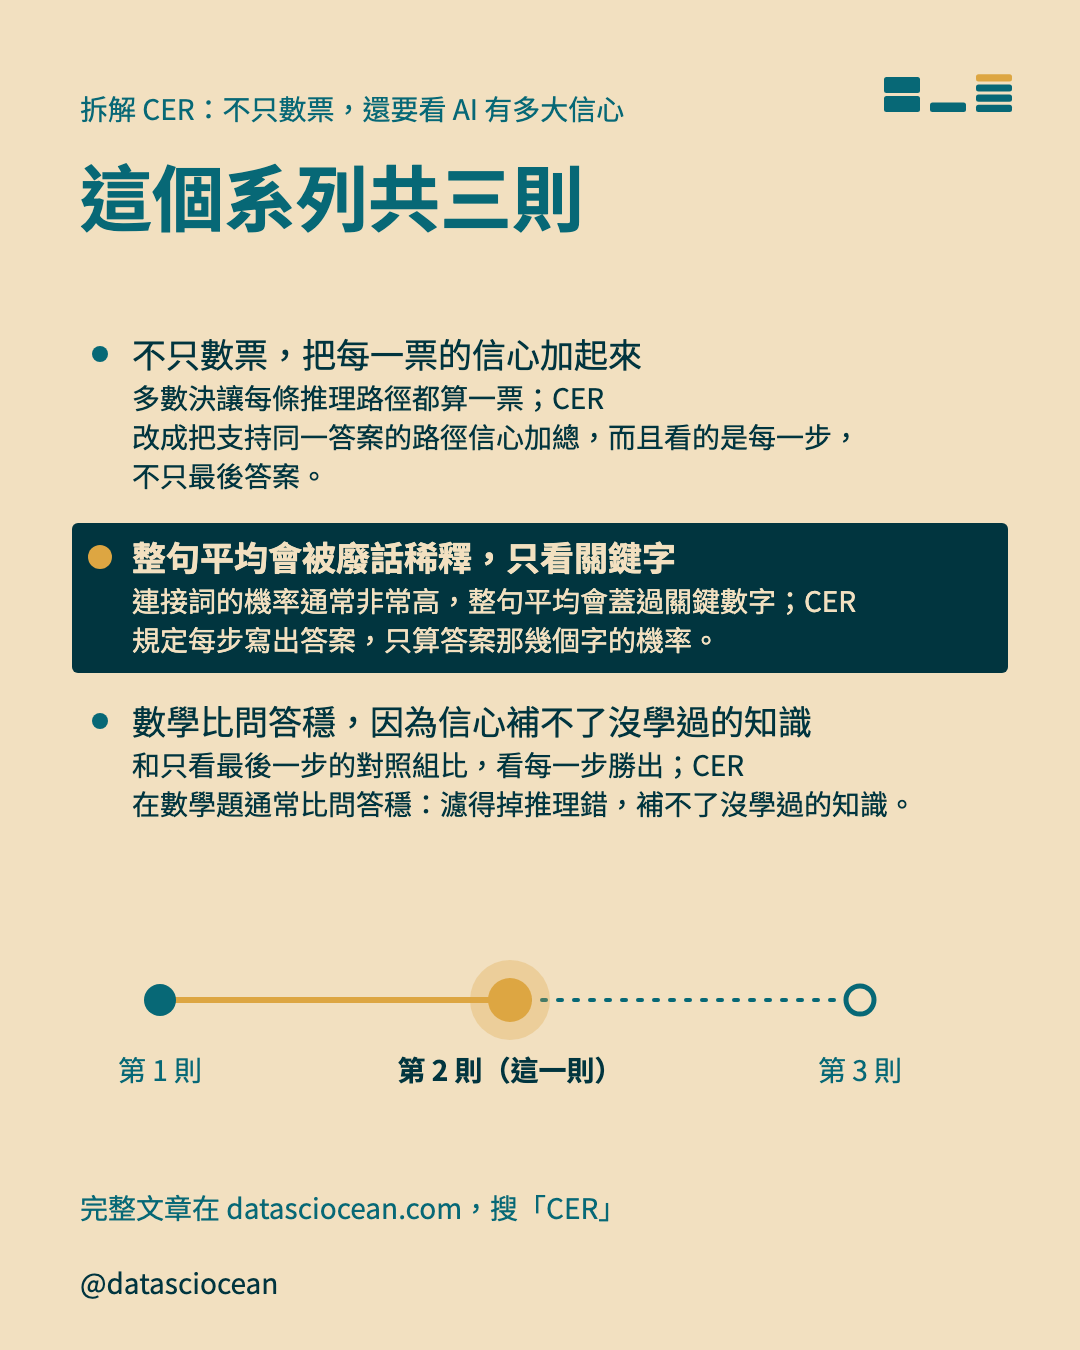 拆解 CER：不只數票，還要看 AI 有多大信心
這個系列共三則
不只數票，把每一票的信心加起來
多數決讓每條推理路徑都算一票；CER
改成把支持同一答案的路徑信心加總，而且看的是每一步，
不只最後答案。
整句平均會被廢話稀釋，只看關鍵字
連接詞的機率通常非常高，整句平均會蓋過關鍵數字；CER
規定每步寫出答案，只算答案那幾個字的機率。
數學比問答穩，因為信心補不了沒學過的知識
和只看最後一步的對照組比，看每一步勝出；CER
在數學題通常比問答穩：濾得掉推理錯，補不了沒學過的知識。
第 1 則
第 2 則（這一則）
第 3 則
完整文章在 datasciocean.com，搜「CER」
@datasciocean